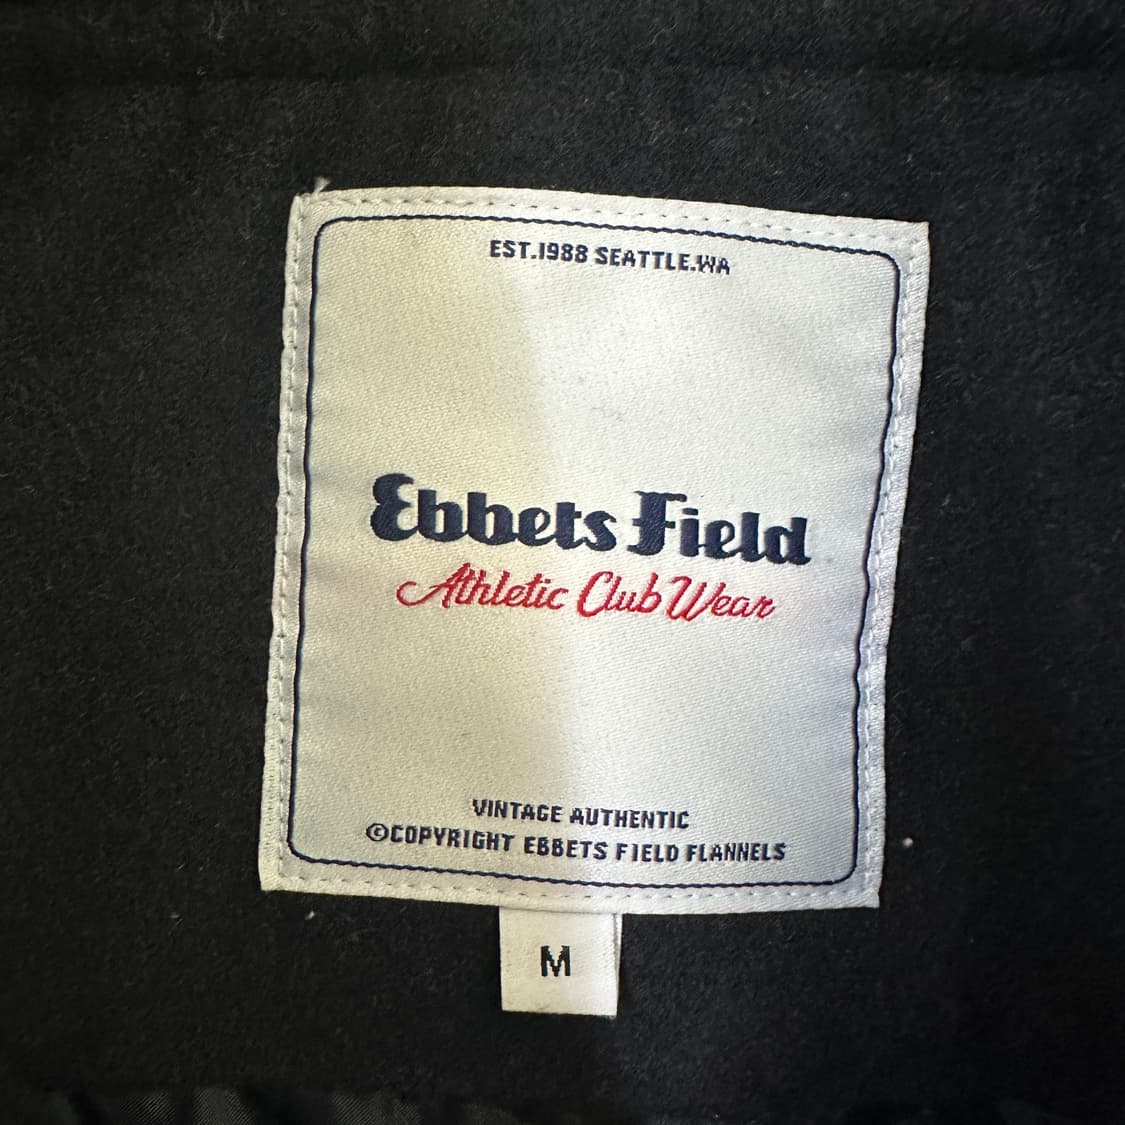 EST.1988 SEATTLE.WA
Ebbets Field
Athletic Club Wear
VINTAGE AUTHENTIC
©COPYRIGHT EBBETS FIELD FLANNELS
M